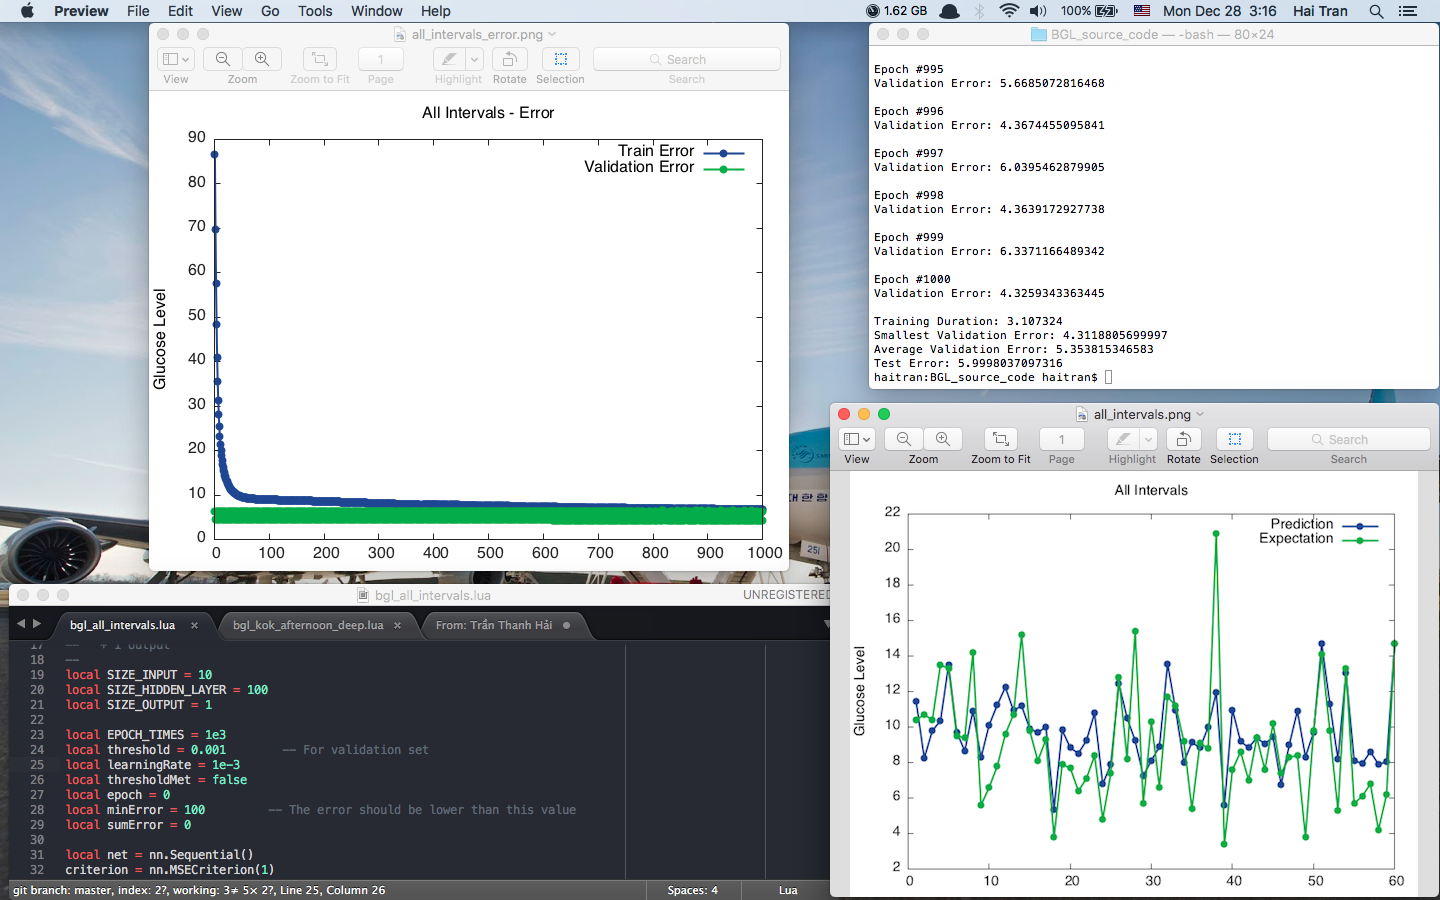 Preview File Edit View Go Tools Window Help 1.62 GB 100% Mon Dec 28 3:16 Hai Tran
all_intervals_error.png
1 Search
View Zoom Zoom to Fit Page Highlight Rotate Selection Search
All Intervals - Error
Train Error
Validation Error
Glucose Level
90
80
70
60
50
40
30
20
10
0
0 100 200 300 400 500 600 700 800 900 1000
BGL_source_code — -bash — 80×24
Epoch #995
Validation Error: 5.6685072816468
Epoch #996
Validation Error: 4.3674455095841
Epoch #997
Validation Error: 6.0395462879905
Epoch #998
Validation Error: 4.3639172927738
Epoch #999
Validation Error: 6.3371166489342
Epoch #1000
Validation Error: 4.3259343363445
Training Duration: 3.107324
Smallest Validation Error: 4.3118805699997
Average Validation Error: 5.353815346583
Test Error: 5.9998037097316
haitran:BGL_source_code haitran$
대한항
251
bgl_all_intervals.lua UNREGISTERED
bgl_all_intervals.lua × bgl_kok_afternoon_deep.lua × From: Trần Thanh Hải
17 -- + 1 output
18 --
19 local SIZE_INPUT = 10
20 local SIZE_HIDDEN_LAYER = 100
21 local SIZE_OUTPUT = 1
22
23 local EPOCH_TIMES = 1e3
24 local threshold = 0.001 -- For validation set
25 local learningRate = 1e-3
26 local thresholdMet = false
27 local epoch = 0
28 local minError = 100 -- The error should be lower than this value
29 local sumError = 0
30
31 local net = nn.Sequential()
32 criterion = nn.MSECriterion(1)
git branch: master, index: 2?, working: 3≠ 5× 2?, Line 25, Column 26 Spaces: 4 Lua
all_intervals.png
1 Search
View Zoom Zoom to Fit Page Highlight Rotate Selection Search
All Intervals
Prediction
Expectation
Glucose Level
22
20
18
16
14
12
10
8
6
4
2
0 10 20 30 40 50 60